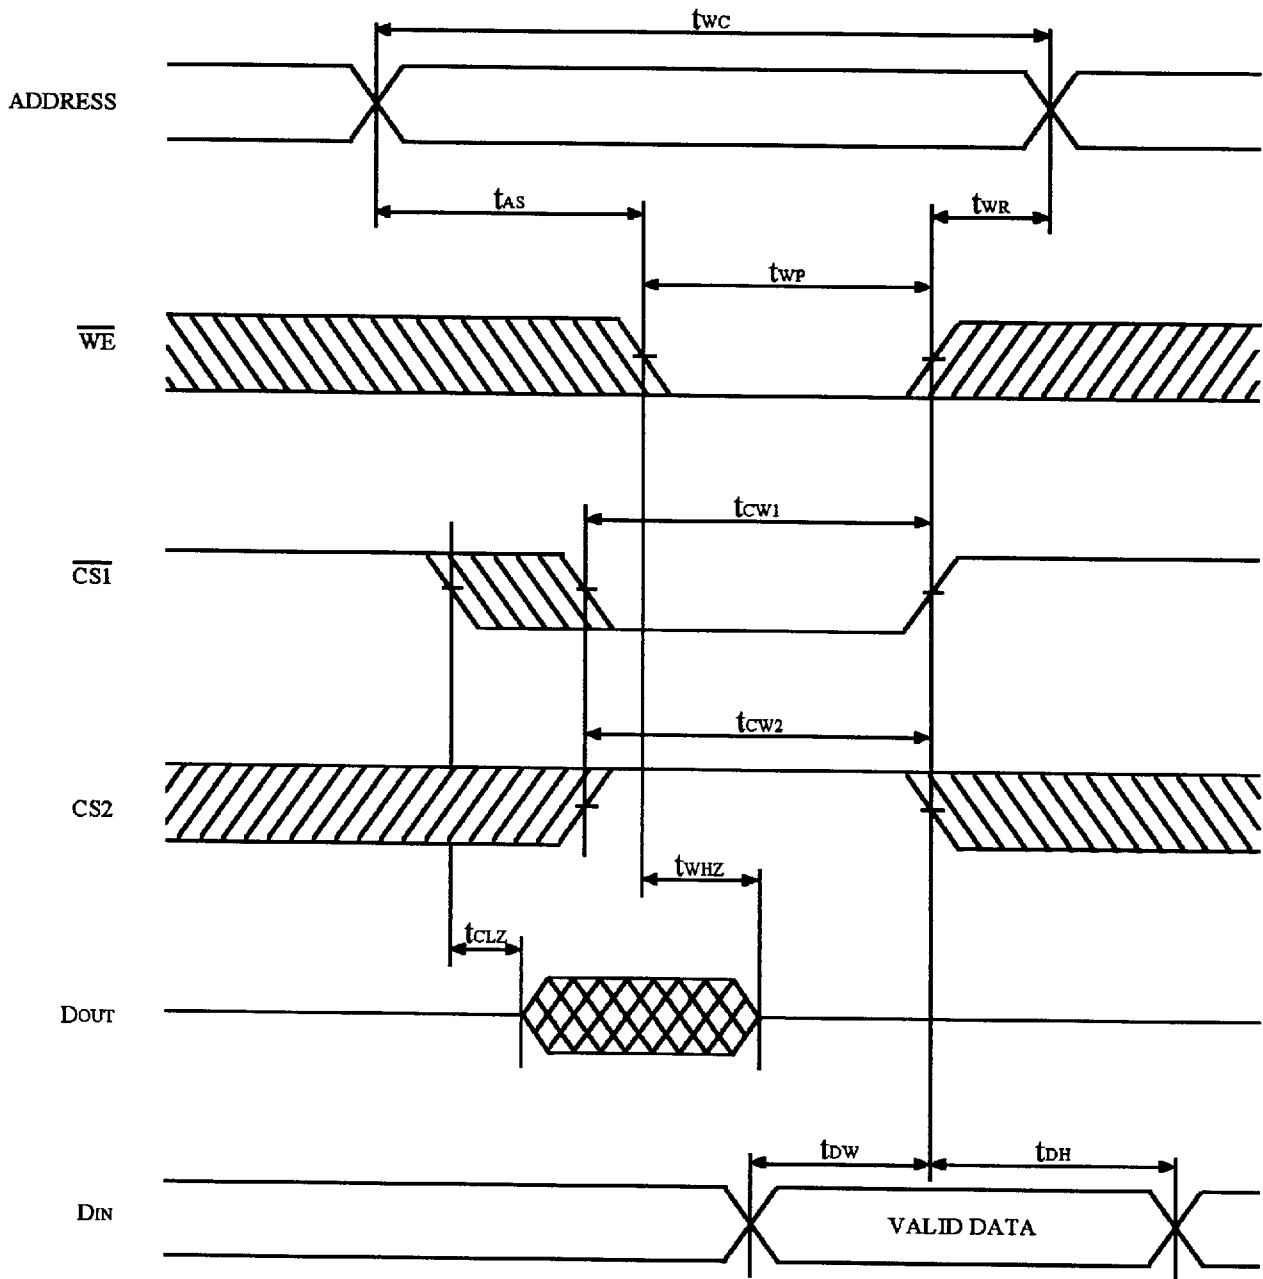 tWC
ADDRESS
tAS
tWR
tWP
WE
tCW1
CS1
tCW2
CS2
tWHZ
tCLZ
DOUT
tDW
tDH
DIN
VALID DATA